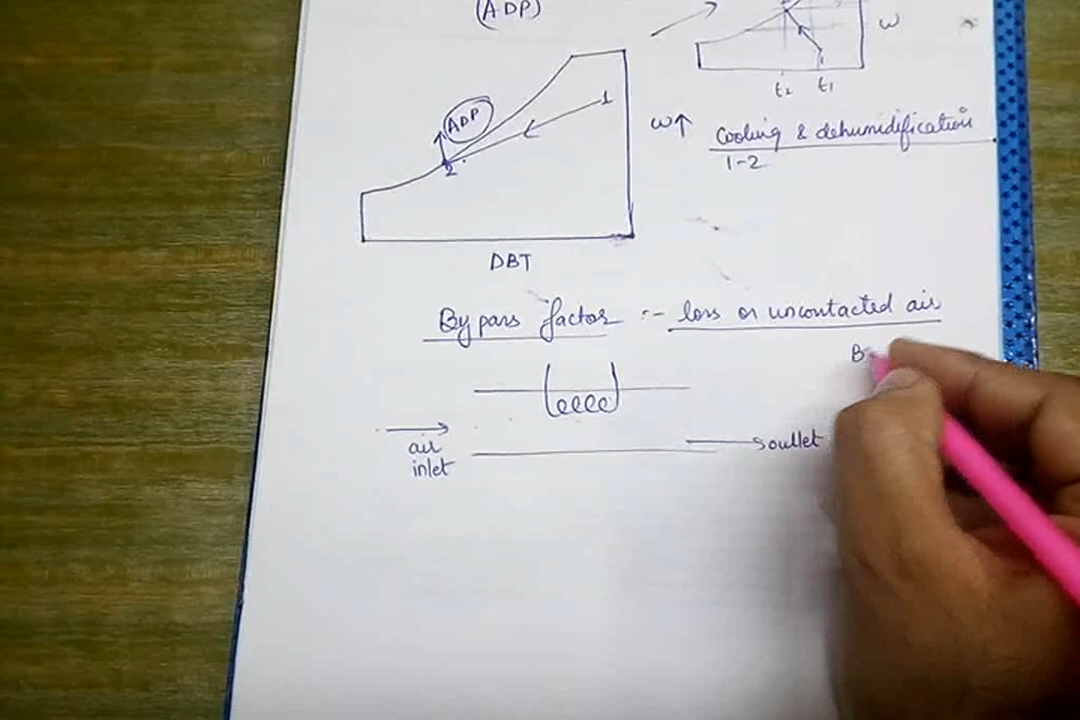 (ADP)
ω
t₂ t₁
ADP
1
2
ω↑
Cooling & dehumidification
1-2
DBT
By pass factor :- loss or uncontacted air
B
air
inlet
outlet